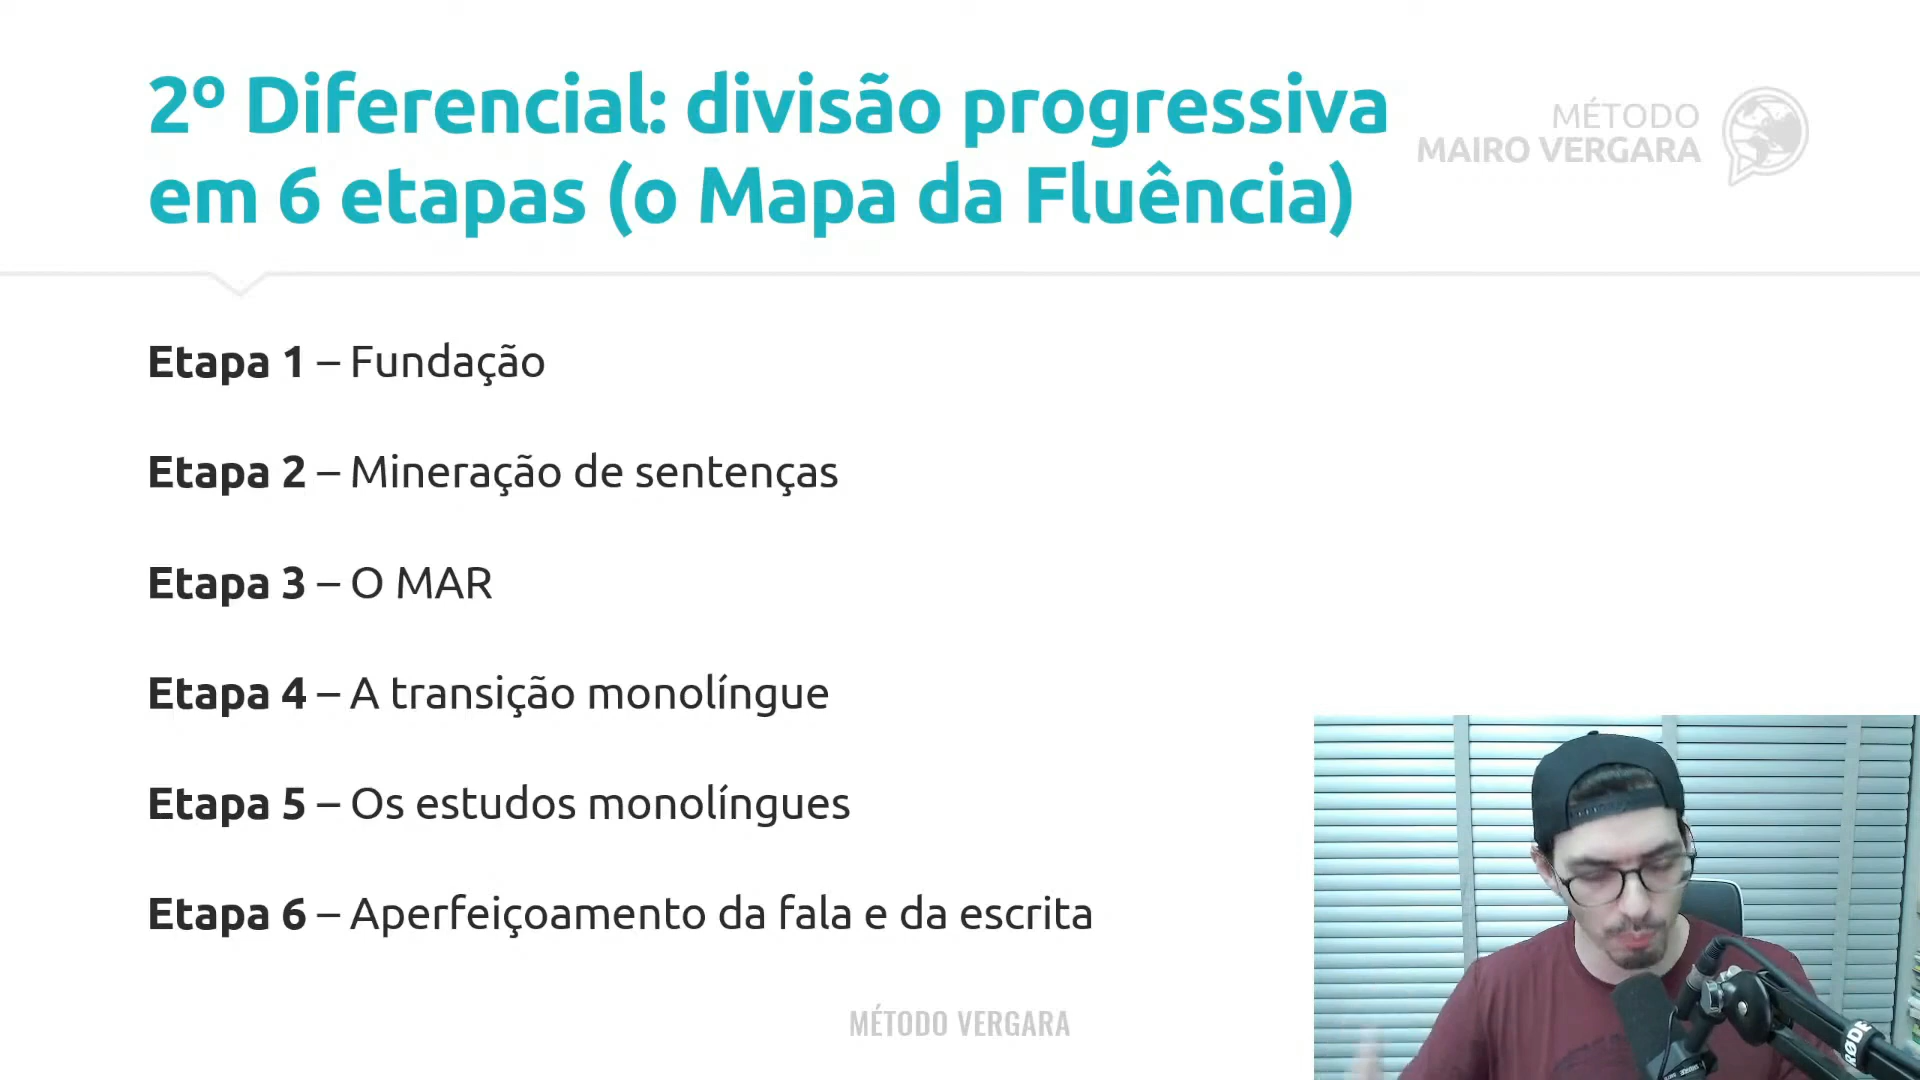 2º Diferencial: divisão progressiva
em 6 etapas (o Mapa da Fluência)
MÉTODO
MAIRO VERGARA
Etapa 1 – Fundação
Etapa 2 – Mineração de sentenças
Etapa 3 – O MAR
Etapa 4 – A transição monolíngue
Etapa 5 – Os estudos monolíngues
Etapa 6 – Aperfeiçoamento da fala e da escrita
MÉTODO VERGARA
RØDE